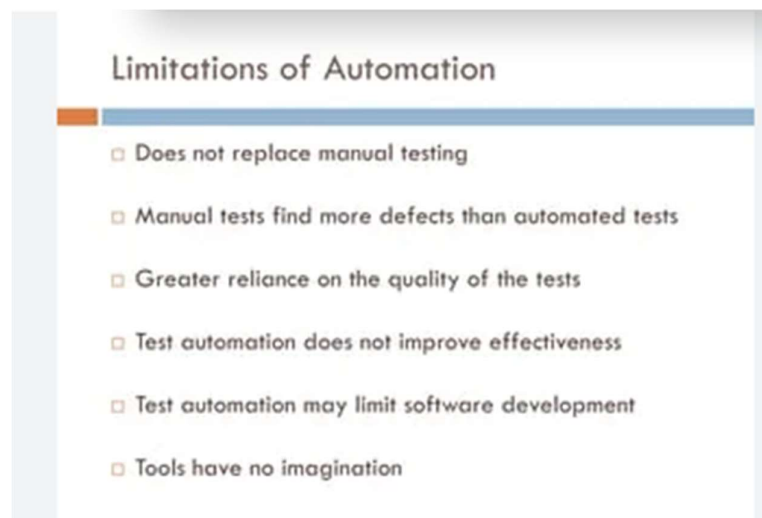 Limitations of Automation
Does not replace manual testing
Manual tests find more defects than automated tests
Greater reliance on the quality of the tests
Test automation does not improve effectiveness
Test automation may limit software development
Tools have no imagination